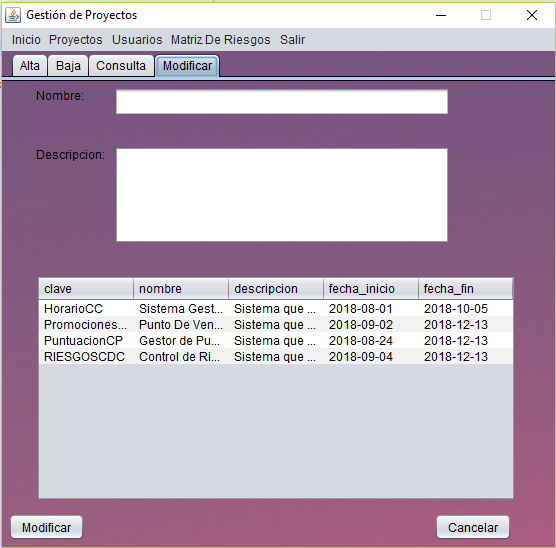 Gestión de Proyectos
Inicio Proyectos Usuarios Matriz De Riesgos Salir
Alta Baja Consulta Modificar
Nombre:
Descripcion:
clave nombre descripcion fecha_inicio fecha_fin
HorarioCC Sistema Gest... Sistema que ... 2018-08-01 2018-10-05
Promociones... Punto De Ven... Sistema que ... 2018-09-02 2018-12-13
PuntuacionCP Gestor de Pu... Sistema que ... 2018-08-24 2018-12-13
RIESGOSCDC Control de Ri... Sistema que ... 2018-09-04 2018-12-13
Modificar Cancelar